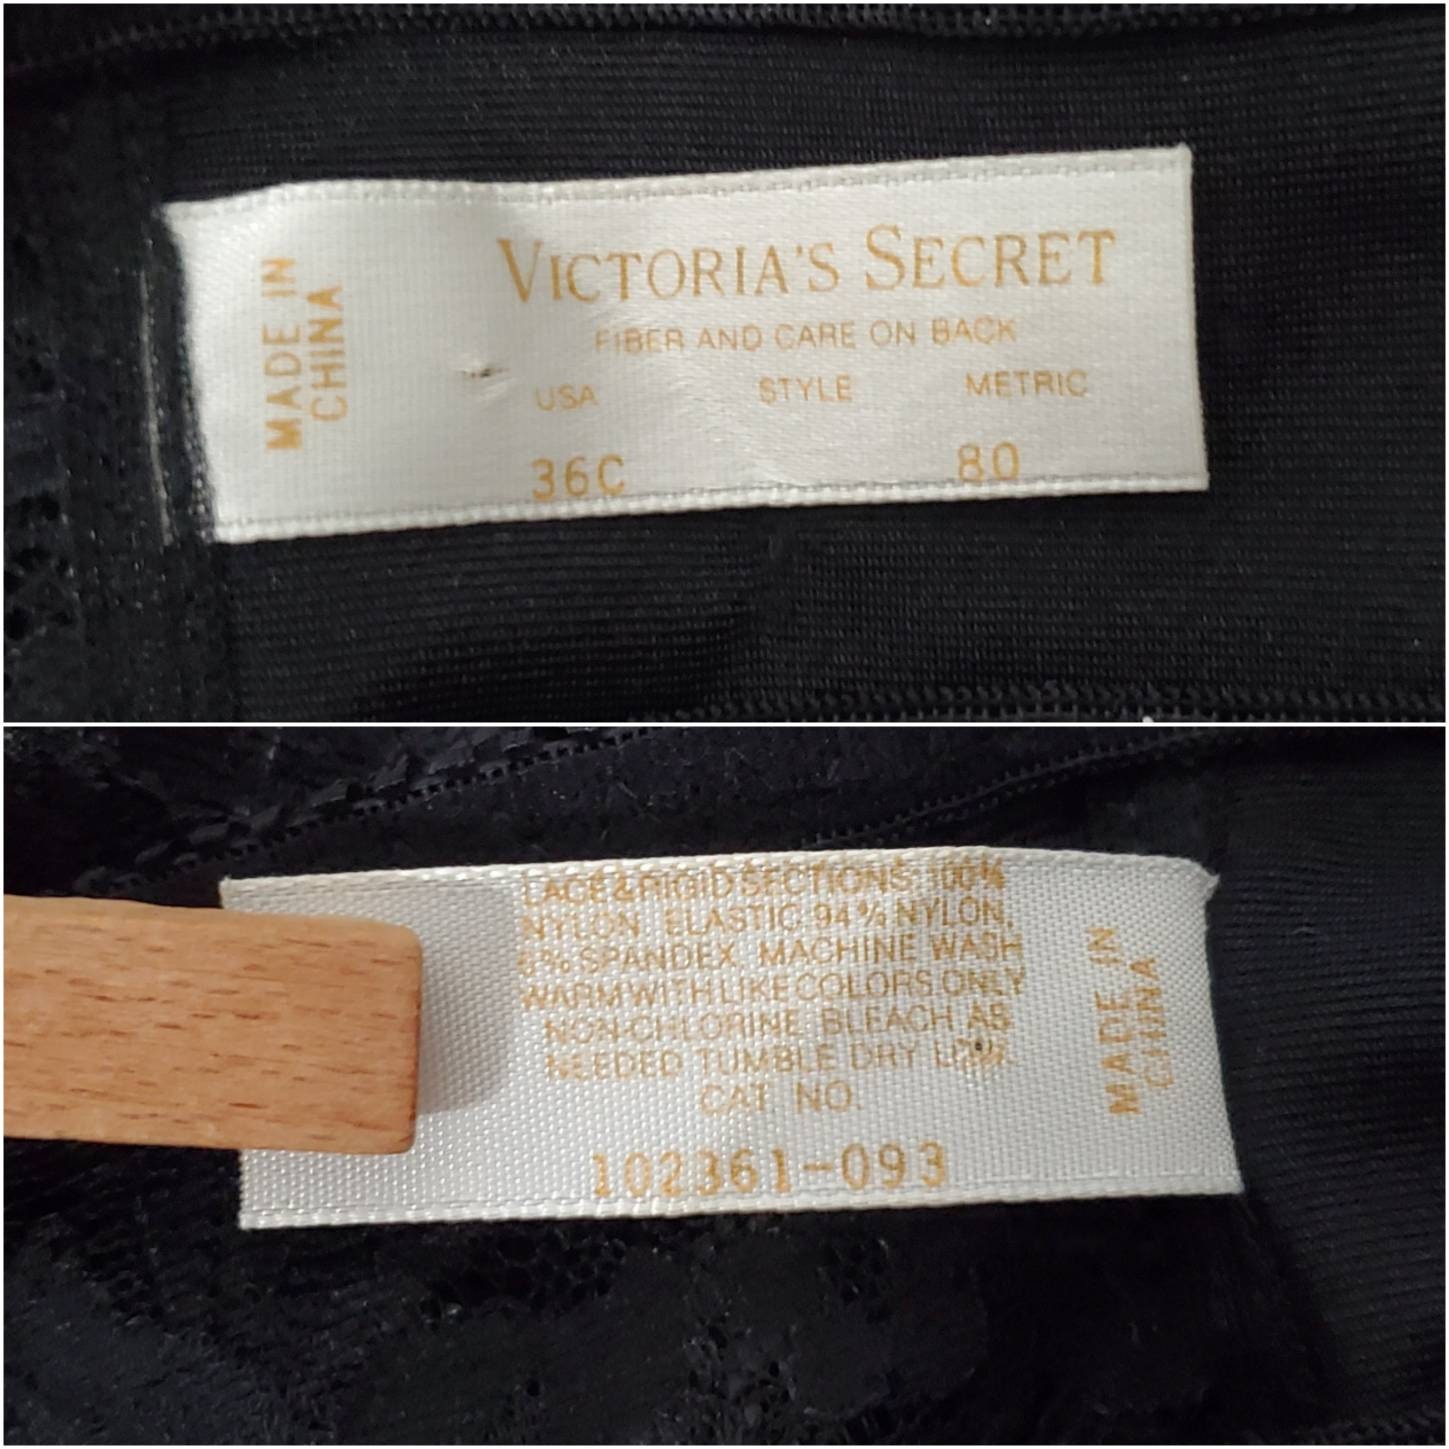 MADE IN
CHINA
VICTORIA'S SECRET
FIBER AND CARE ON BACK
USA STYLE METRIC
36C 80
LACE & RIGID SECTIONS: 100%
NYLON. ELASTIC: 94% NYLON,
6% SPANDEX. MACHINE WASH
WARM WITH LIKE COLORS ONLY
NON-CHLORINE BLEACH AS
NEEDED TUMBLE DRY LOW.
CAT. NO.
102361-093
MADE IN
CHINA